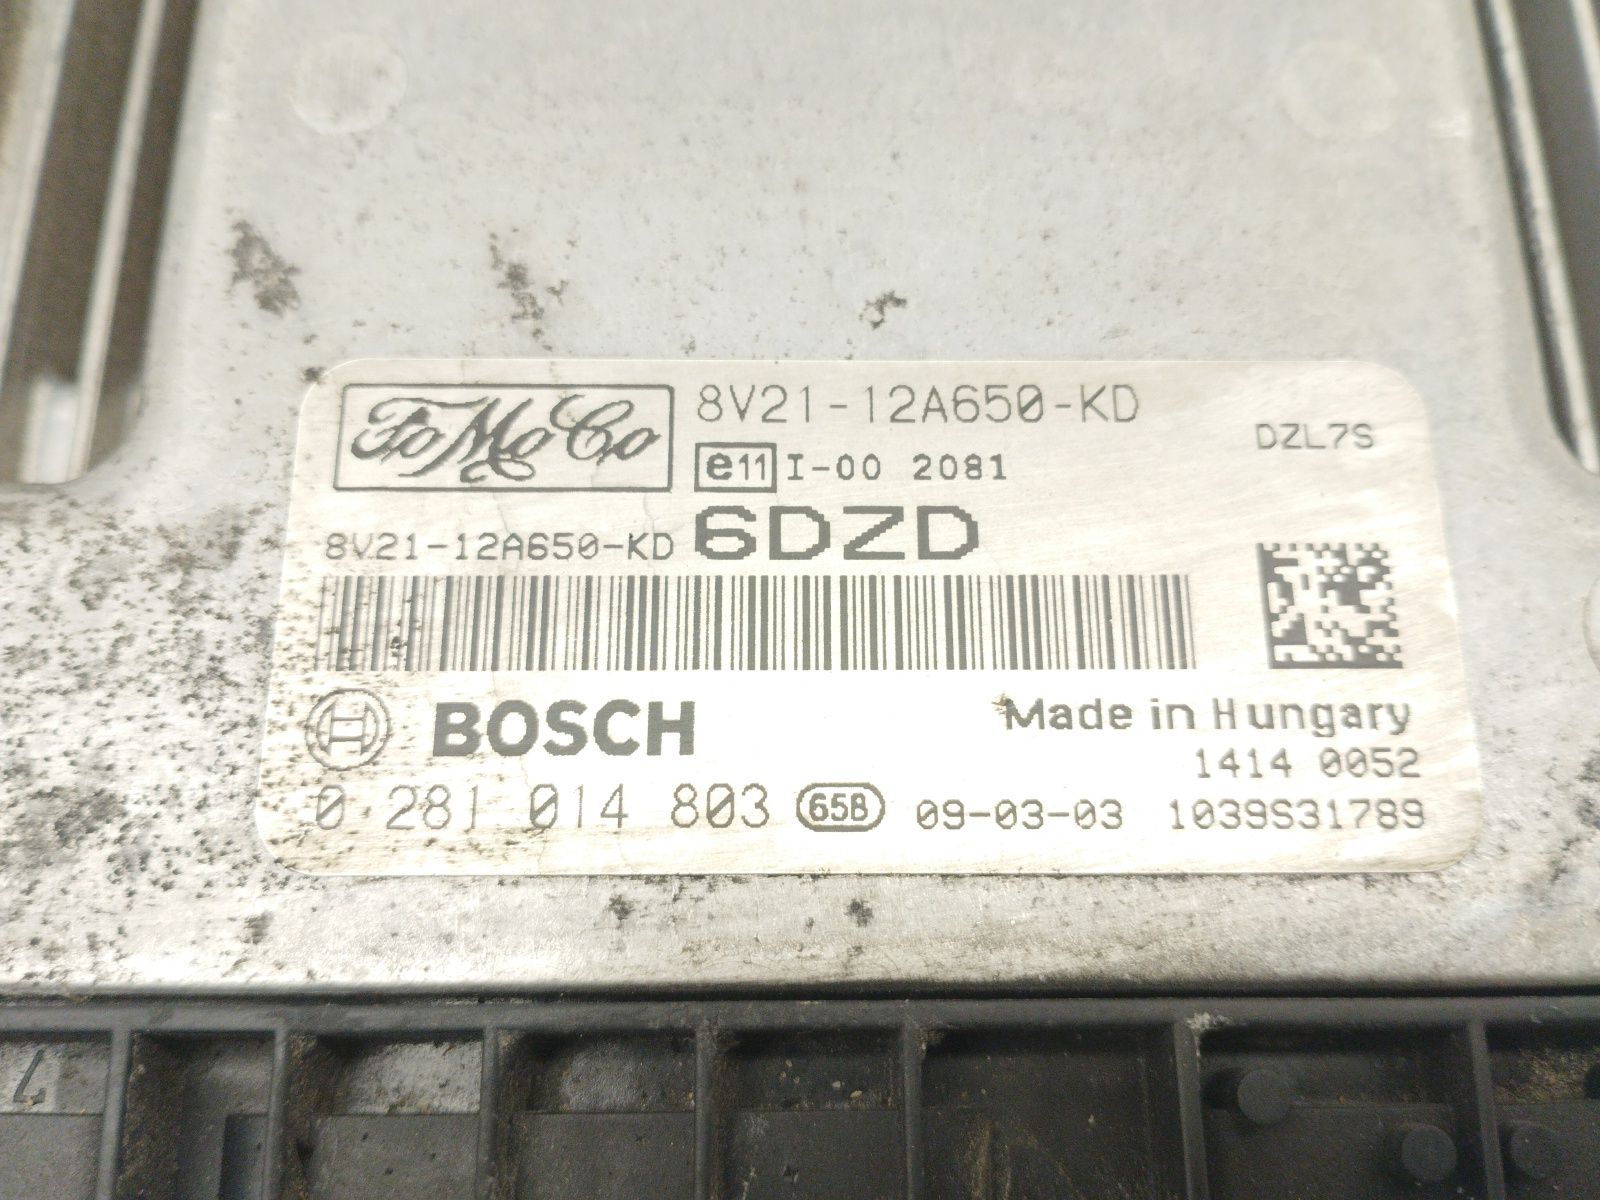 FoMoCo
8V21-12A650-KD
DZL7S
e11 I-00 2081
8V21-12A650-KD 6DZD
BOSCH
Made in Hungary
1414 0052
0 281 014 803 65B 09-03-03 1039S31789